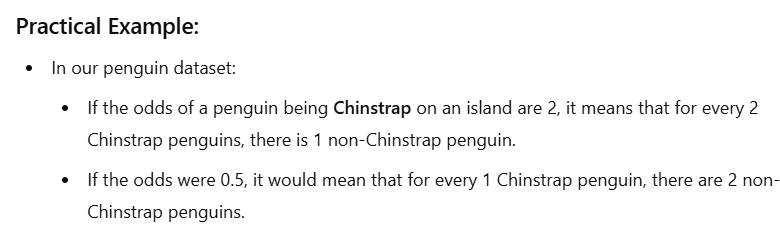 Practical Example:
• In our penguin dataset:
• If the odds of a penguin being Chinstrap on an island are 2, it means that for every 2
Chinstrap penguins, there is 1 non-Chinstrap penguin.
• If the odds were 0.5, it would mean that for every 1 Chinstrap penguin, there are 2 non-
Chinstrap penguins.